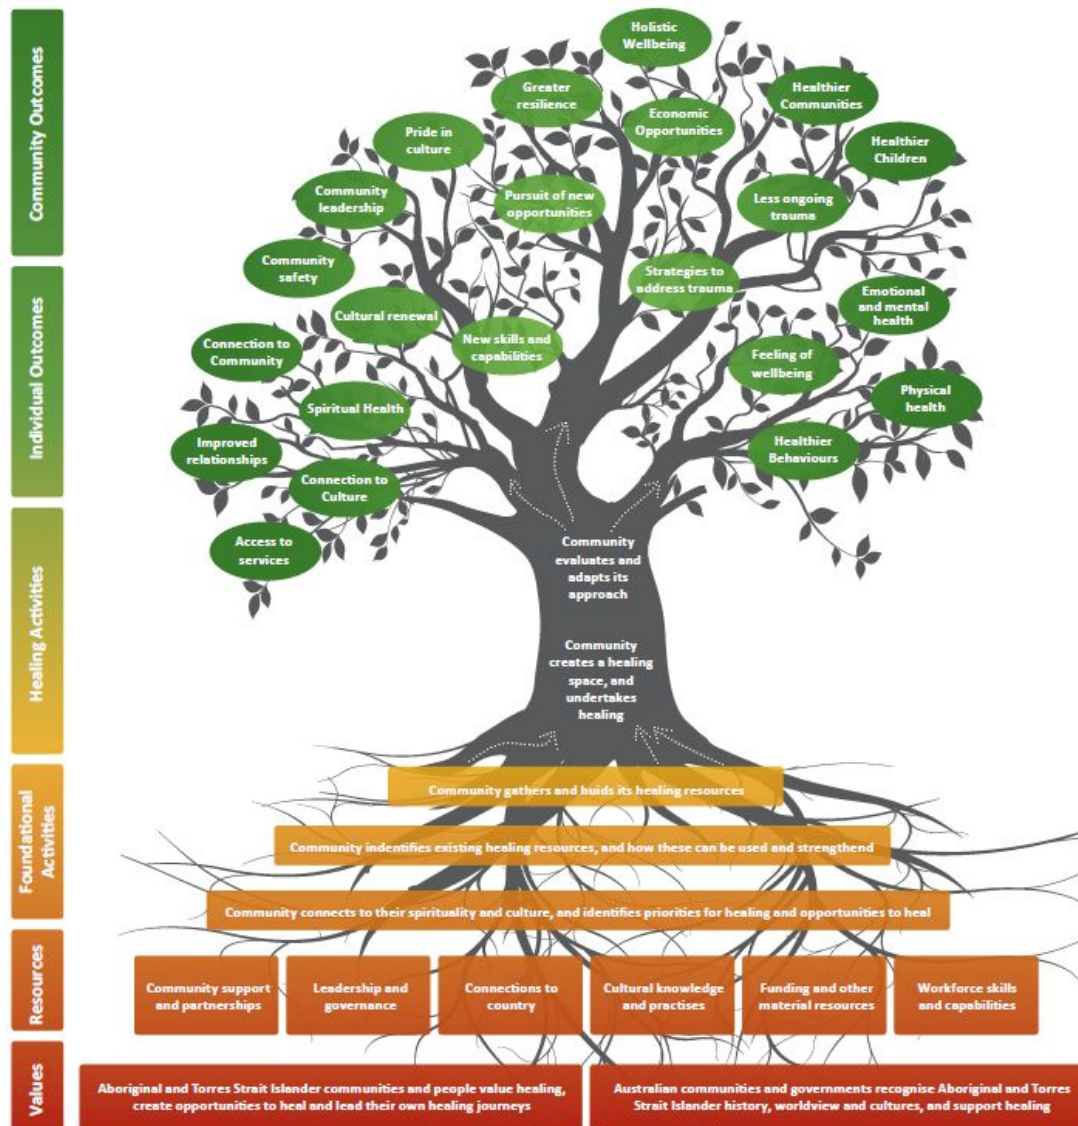 Community Outcomes
Individual Outcomes
Healing Activities
Foundational
Activities
Resources
Values
Holistic
Wellbeing
Greater
resilience
Economic
Opportunities
Healthier
Communities
Pride in
culture
Healthier
Children
Community
leadership
Pursuit of new
opportunities
Less ongoing
trauma
Community
safety
Strategies to
address trauma
Emotional
and mental
health
Cultural renewal
New skills and
capabilities
Connection to
Community
Feeling of
wellbeing
Physical
health
Spiritual Health
Improved
relationships
Healthier
Behaviours
Connection to
Culture
Access to
services
Community
evaluates and
adapts its
approach
Community
creates a healing
space, and
undertakes
healing
Community gathers and buids its healing resources
Community indentifies existing healing resources, and how these can be used and strengthend
Community connects to their spirituality and culture, and identifies priorities for healing and opportunities to heal
Community support
and partnerships
Leadership and
governance
Connections to
country
Cultural knowledge
and practises
Funding and other
material resources
Workforce skills
and capabilities
Aboriginal and Torres Strait Islander communities and people value healing,
create opportunities to heal and lead their own healing journeys
Australian communities and governments recognise Aboriginal and Torres
Strait Islander history, worldview and cultures, and support healing